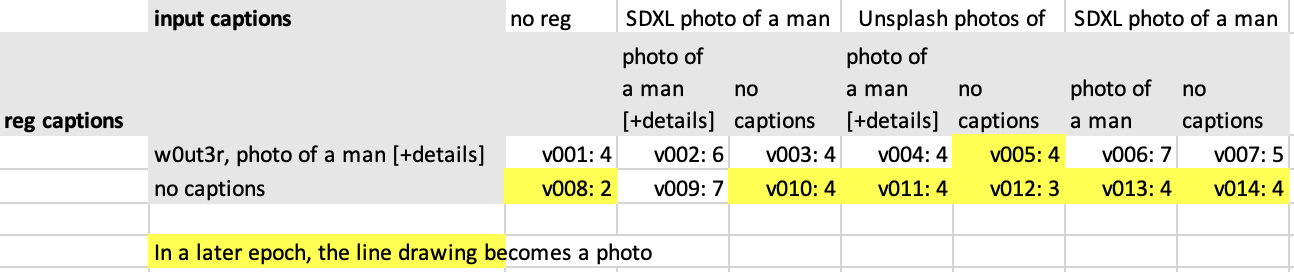 input captions no reg SDXL photo of a man Unsplash photos of SDXL photo of a man
reg captions photo of a man [+details] no captions photo of a man [+details] no captions photo of a man no captions
w0ut3r, photo of a man [+details] v001: 4 v002: 6 v003: 4 v004: 4 v005: 4 v006: 7 v007: 5
no captions v008: 2 v009: 7 v010: 4 v011: 4 v012: 3 v013: 4 v014: 4
In a later epoch, the line drawing becomes a photo